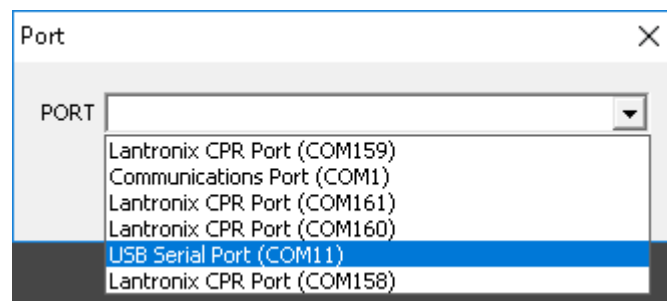 Port
PORT
Lantronix CPR Port (COM159)
Communications Port (COM1)
Lantronix CPR Port (COM161)
Lantronix CPR Port (COM160)
USB Serial Port (COM11)
Lantronix CPR Port (COM158)